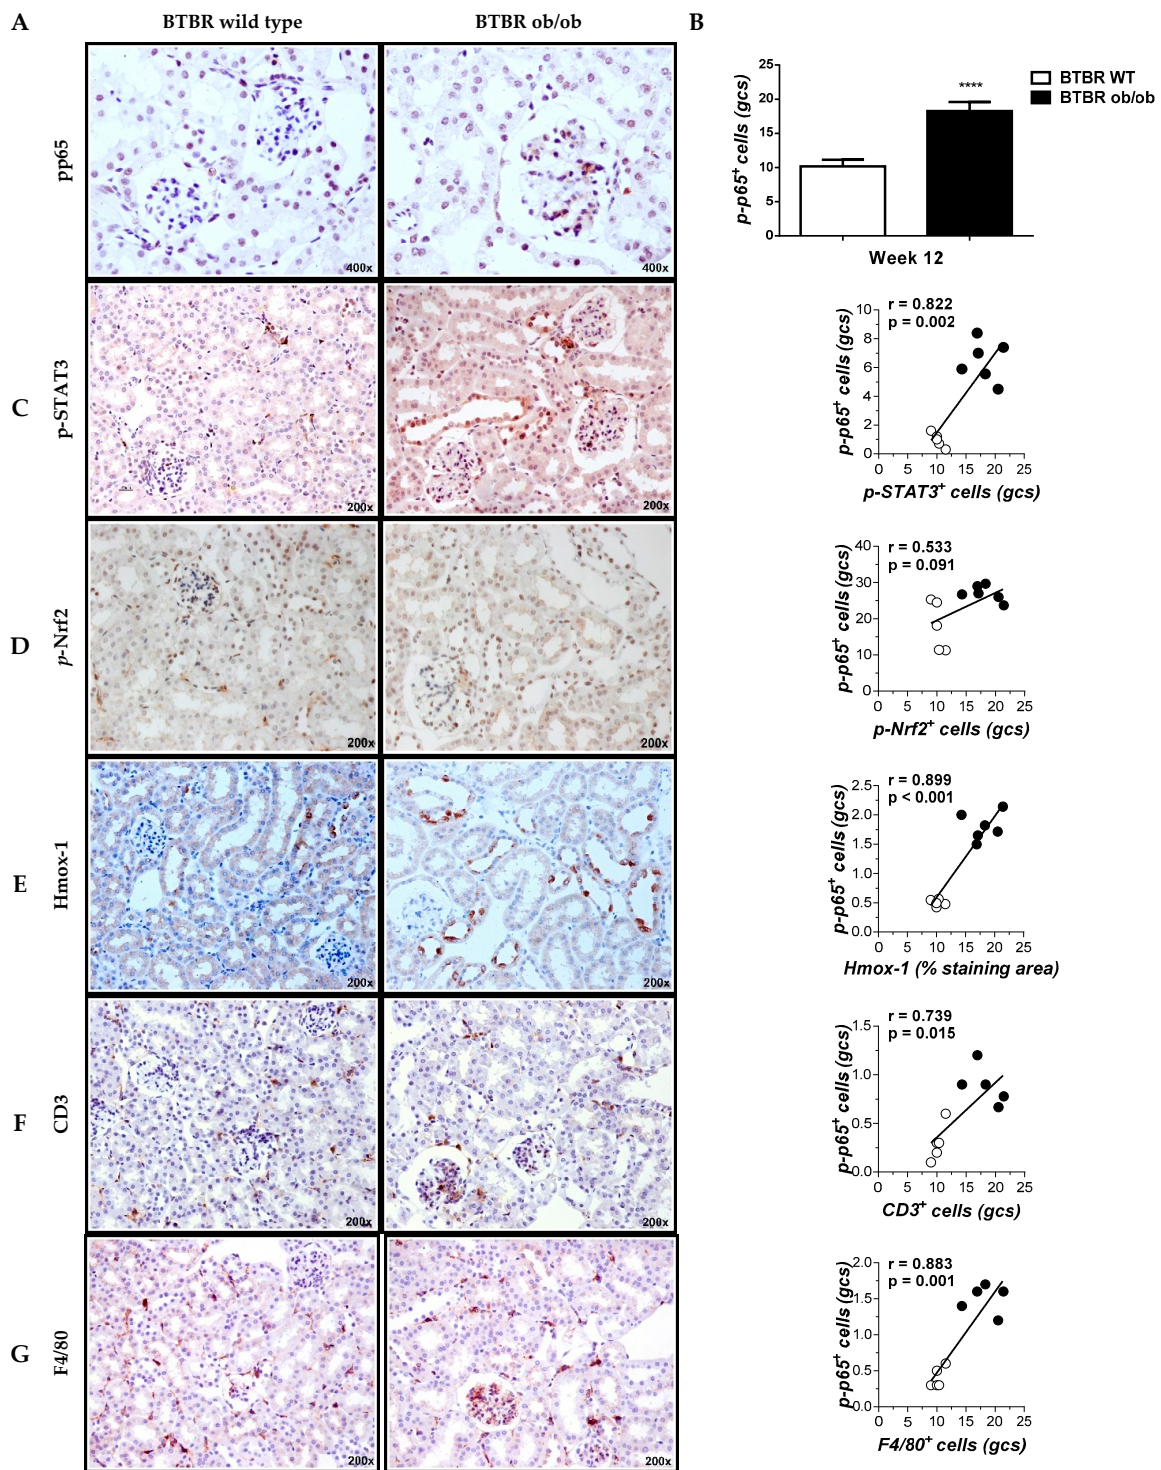 A
BTBR wild type
BTBR ob/ob
B
pp65
400x
400x
p-p65+ cells (gcs)
25
20
15
10
5
0
****
Week 12
BTBR WT
BTBR ob/ob
C
p-STAT3
200x
200x
r = 0.822
p = 0.002
p-p65+ cells (gcs)
10
8
6
4
2
0
0 5 10 15 20 25
p-STAT3+ cells (gcs)
D
p-Nrf2
200x
200x
r = 0.533
p = 0.091
p-p65+ cells (gcs)
40
30
20
10
0
0 5 10 15 20 25
p-Nrf2+ cells (gcs)
E
Hmox-1
200x
200x
r = 0.899
p < 0.001
p-p65+ cells (gcs)
2.5
2.0
1.5
1.0
0.5
0.0
0 5 10 15 20 25
Hmox-1 (% staining area)
F
CD3
200x
200x
r = 0.739
p = 0.015
p-p65+ cells (gcs)
1.5
1.0
0.5
0.0
0 5 10 15 20 25
CD3+ cells (gcs)
G
F4/80
200x
200x
r = 0.883
p = 0.001
p-p65+ cells (gcs)
2.0
1.5
1.0
0.5
0.0
0 5 10 15 20 25
F4/80+ cells (gcs)